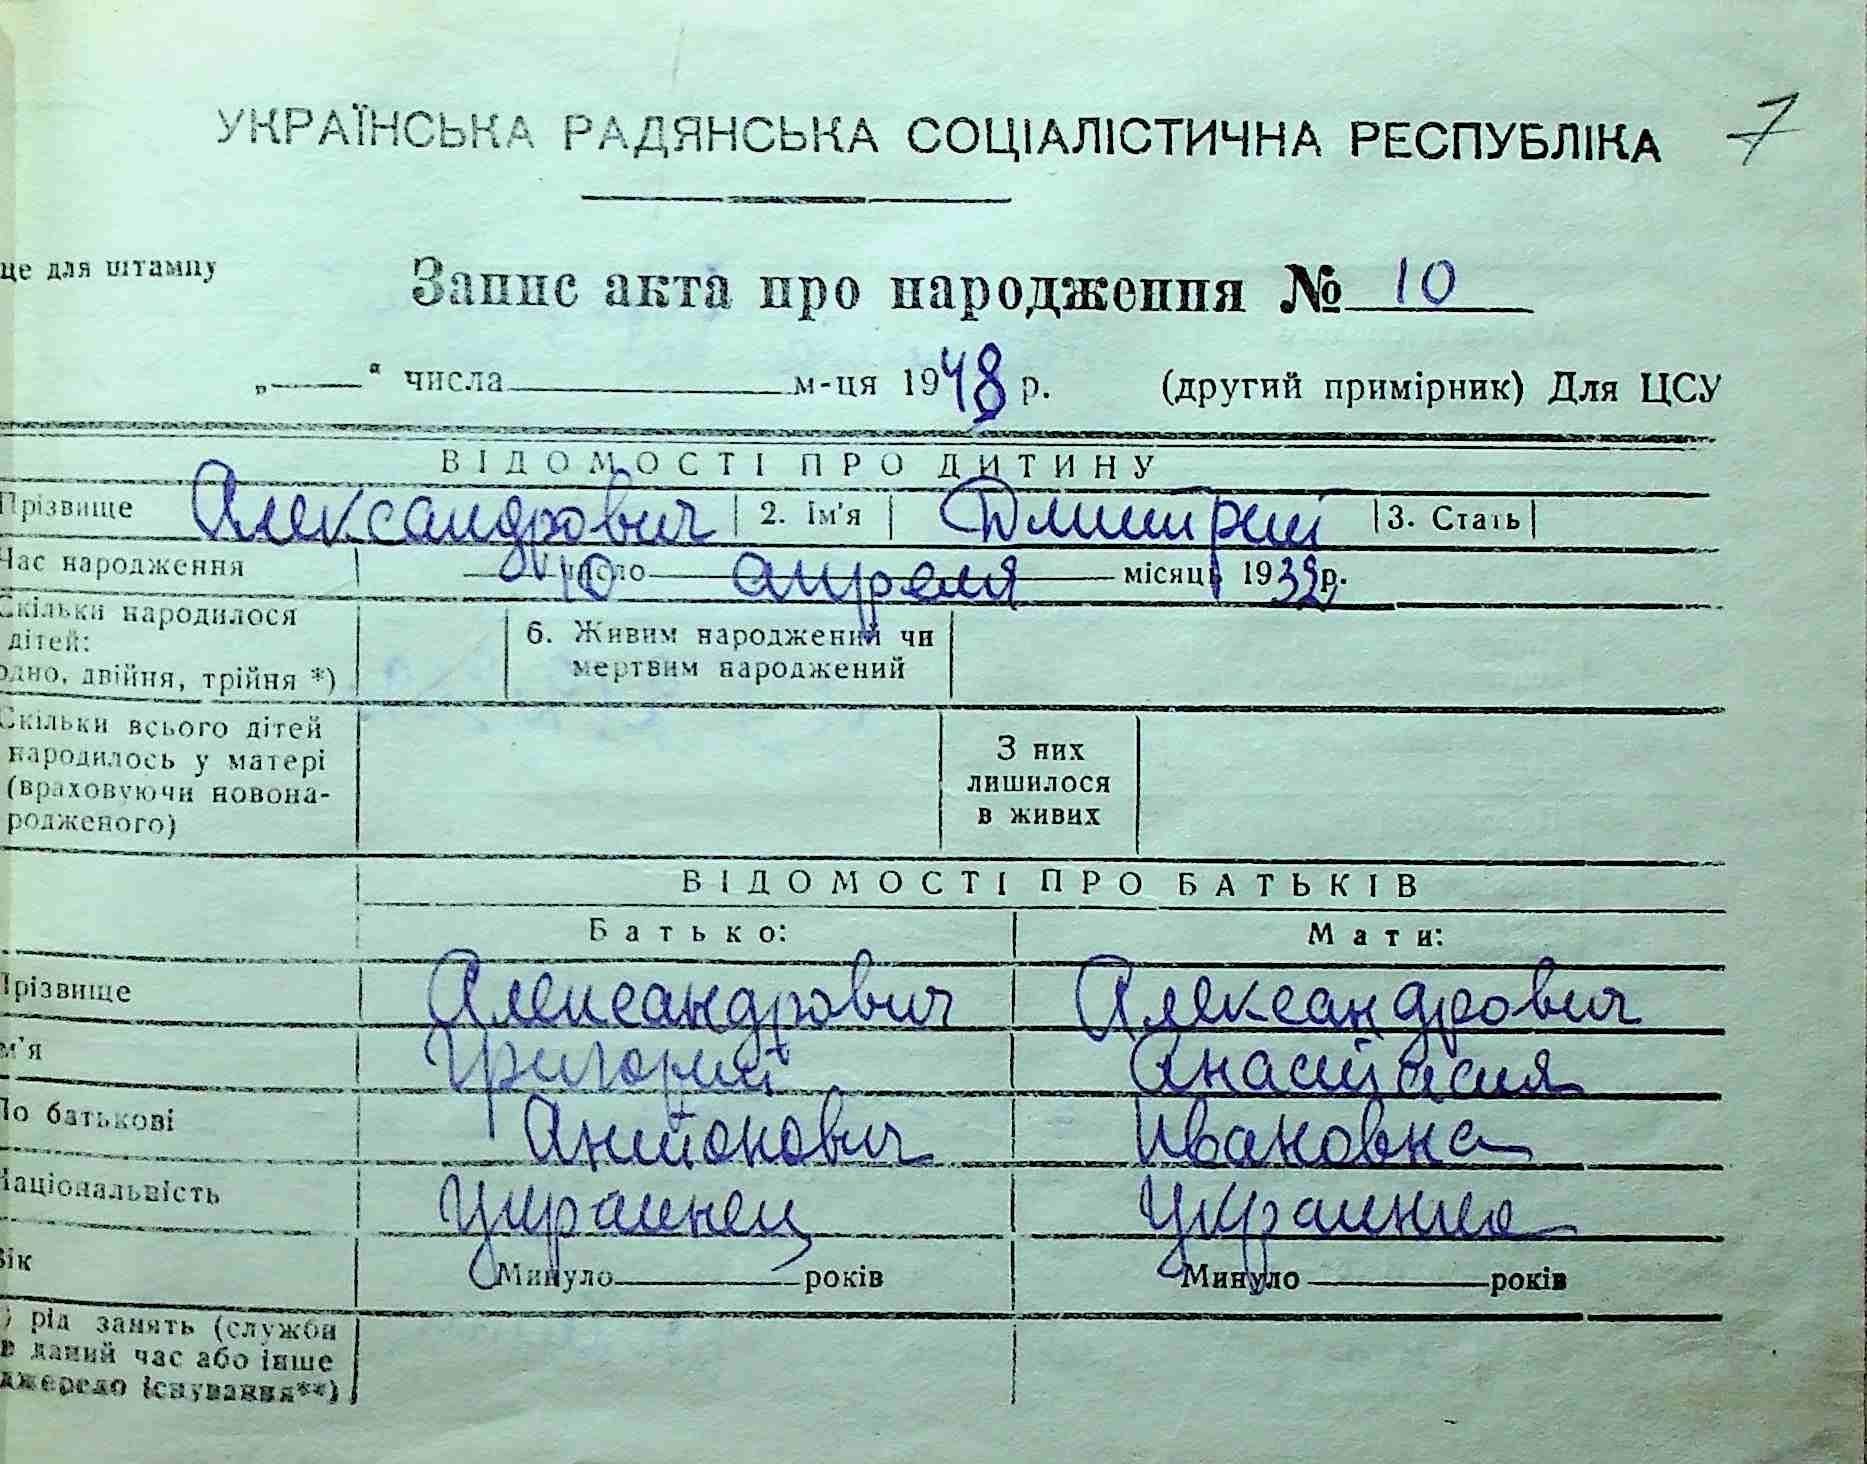 УКРАЇНСЬКА РАДЯНСЬКА СОЦІАЛІСТИЧНА РЕСПУБЛІКА 7
це для штампу
Запис акта про народження № 10
„ “ числа м-ця 1948 р. (другий примірник) Для ЦСУ
ВІДОМОСТІ ПРО ДИТИНУ
Прізвище Александрович 2. Ім'я Дмитрий 3. Стать
Час народження 10 число апреля місяць 1939 р.
Скільки народилося
дітей:
одно, двійня, трійня *)
6. Живим народжений чи
мертвим народжений
Скільки всього дітей
народилось у матері
(враховуючи новона-
родженого)
З них
лишилося
в живих
ВІДОМОСТІ ПРО БАТЬКІВ
Батько: Мати:
Прізвище Александрович Александрович
м'я Григорий Анастасия
По батькові Антонович Ивановна
Національність Украинец Украинка
Вік Минуло років Минуло років
) рід занять (служби
в даний час або інше
джерело існування**)